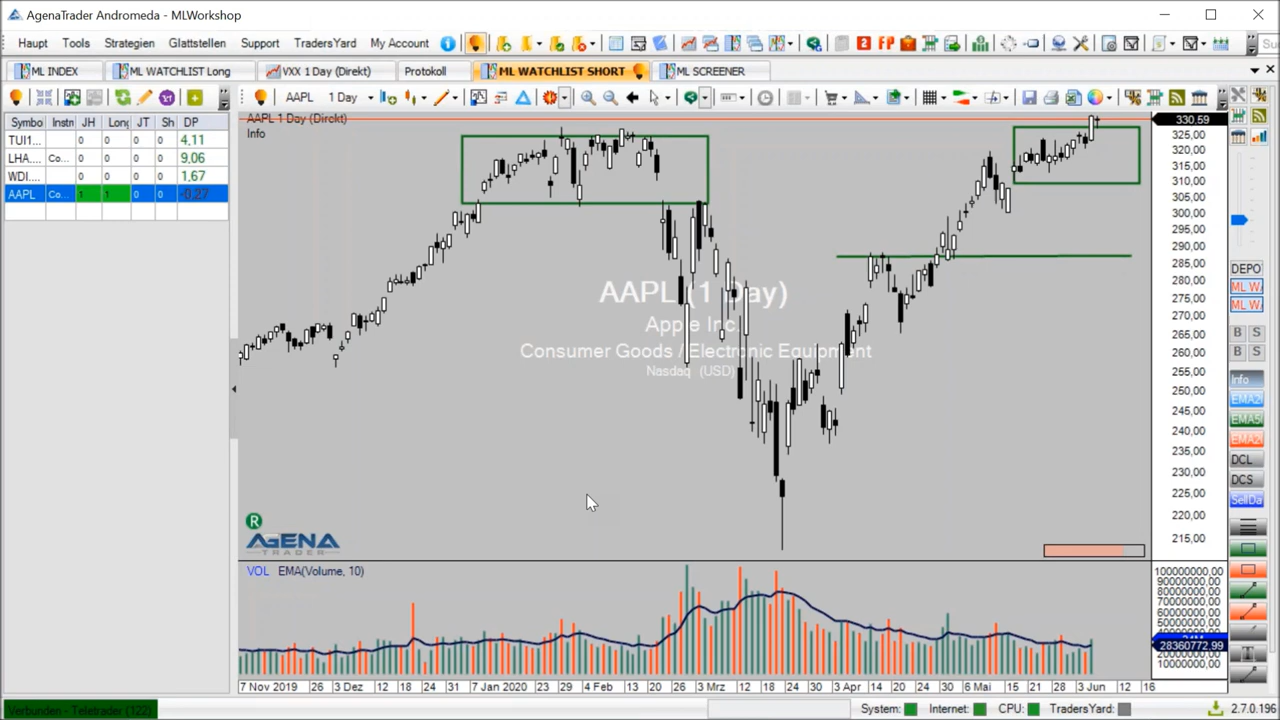 AgenaTrader Andromeda - MLWorkshop
Haupt Tools Strategien Glattstellen Support TradersYard My Account
ML INDEX ML WATCHLIST Long VXX 1 Day (Direkt) Protokoll ML WATCHLIST SHORT ML SCREENER
AAPL 1 Day
Symbo Instn JH Long JT Sh DP
TUI1... 0 0 0 0 4,11
LHA.... Co... 0 0 0 0 9,06
WDI.... 0 0 0 0 1,67
AAPL Co... 1 1 0 0 -0,27
AAPL 1 Day (Direkt)
Info
330,59
325,00
320,00
315,00
310,00
305,00
300,00
295,00
290,00
285,00
280,00
275,00
270,00
265,00
260,00
255,00
250,00
245,00
240,00
235,00
230,00
225,00
220,00
215,00
AAPL (1 Day)
Apple Inc.
Consumer Goods / Electronic Equipment
Nasdaq (USD)
DEPO
ML W
ML W
B S
B S
Info
EMA2
EMA5
EMA2
DCL
DCS
SellDa
R
AGENA
TRADER
VOL EMA(Volume, 10)
100000000,00
90000000,00
80000000,00
70000000,00
60000000,00
50000000,00
28360772,99
20000000,00
10000000,00
7 Nov 2019 26 3 Dez 12 18 24 31 7 Jan 2020 23 29 4 Feb 13 20 26 3 Mrz 12 18 24 30 3 Apr 14 20 24 30 6 Mai 15 21 28 3 Jun 12 16
Verbunden - Teletrader (122) System: Internet: CPU: TradersYard: 2.7.0.196